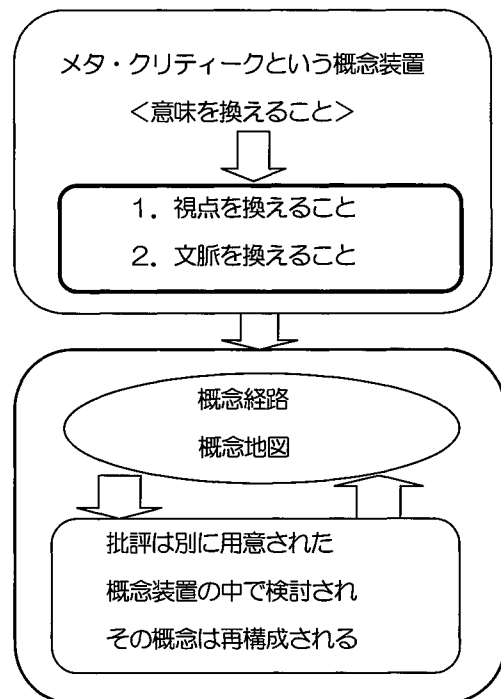 メタ・クリティークという概念装置
＜意味を換えること＞
１．視点を換えること
２．文脈を換えること
概念経路
概念地図
批評は別に用意された
概念装置の中で検討され
その概念は再構成される